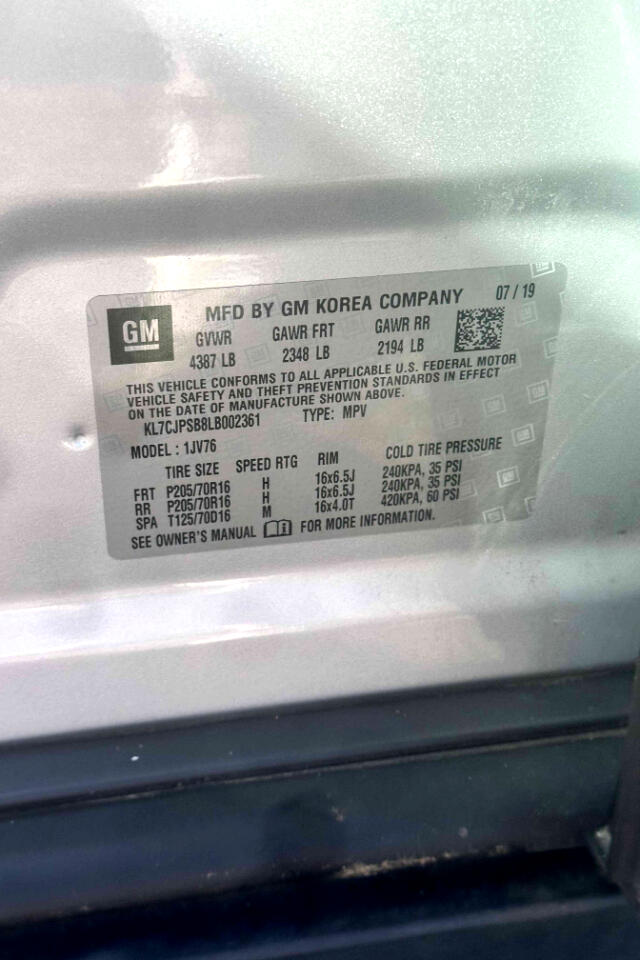 GM
MFD BY GM KOREA COMPANY 07 / 19
GVWR GAWR FRT GAWR RR
4387 LB 2348 LB 2194 LB
THIS VEHICLE CONFORMS TO ALL APPLICABLE U.S. FEDERAL MOTOR
VEHICLE SAFETY AND THEFT PREVENTION STANDARDS IN EFFECT
ON THE DATE OF MANUFACTURE SHOWN ABOVE.
KL7CJPSB8LB002361 TYPE: MPV
MODEL : 1JV76
TIRE SIZE SPEED RTG RIM COLD TIRE PRESSURE
FRT P205/70R16 H 16x6.5J 240KPA, 35 PSI
RR P205/70R16 H 16x6.5J 240KPA, 35 PSI
SPA T125/70D16 M 16x4.0T 420KPA, 60 PSI
SEE OWNER'S MANUAL FOR MORE INFORMATION.